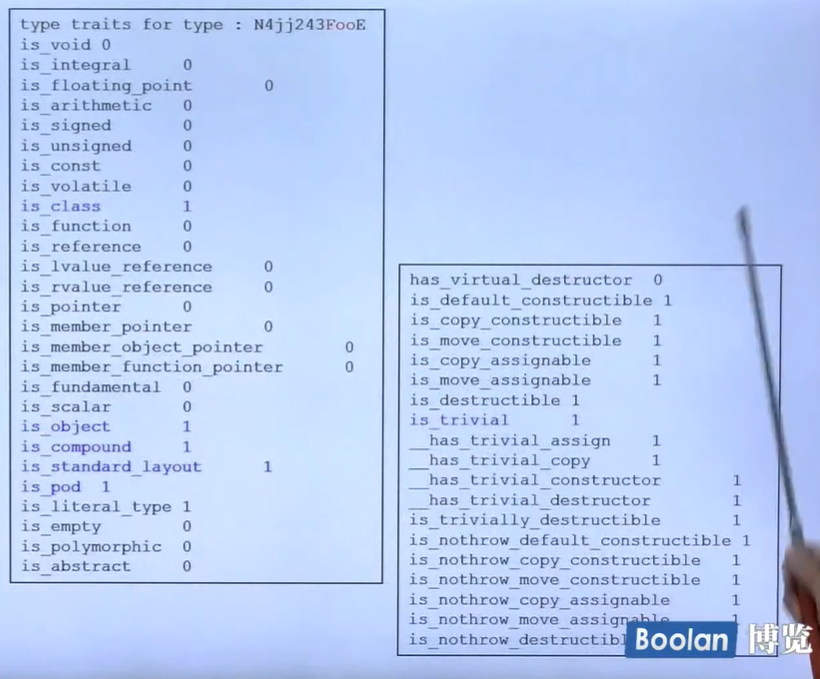 type traits for type : N4jj243FooE
is_void 0
is_integral 0
is_floating_point 0
is_arithmetic 0
is_signed 0
is_unsigned 0
is_const 0
is_volatile 0
is_class 1
is_function 0
is_reference 0
is_lvalue_reference 0
is_rvalue_reference 0
is_pointer 0
is_member_pointer 0
is_member_object_pointer 0
is_member_function_pointer 0
is_fundamental 0
is_scalar 0
is_object 1
is_compound 1
is_standard_layout 1
is_pod 1
is_literal_type 1
is_empty 0
is_polymorphic 0
is_abstract 0
has_virtual_destructor 0
is_default_constructible 1
is_copy_constructible 1
is_move_constructible 1
is_copy_assignable 1
is_move_assignable 1
is_destructible 1
is_trivial 1
__has_trivial_assign 1
__has_trivial_copy 1
__has_trivial_constructor 1
__has_trivial_destructor 1
is_trivially_destructible 1
is_nothrow_default_constructible 1
is_nothrow_copy_constructible 1
is_nothrow_move_constructible 1
is_nothrow_copy_assignable 1
is_nothrow_move_assignable 1
is_nothrow_destructibl
Boolan 博览